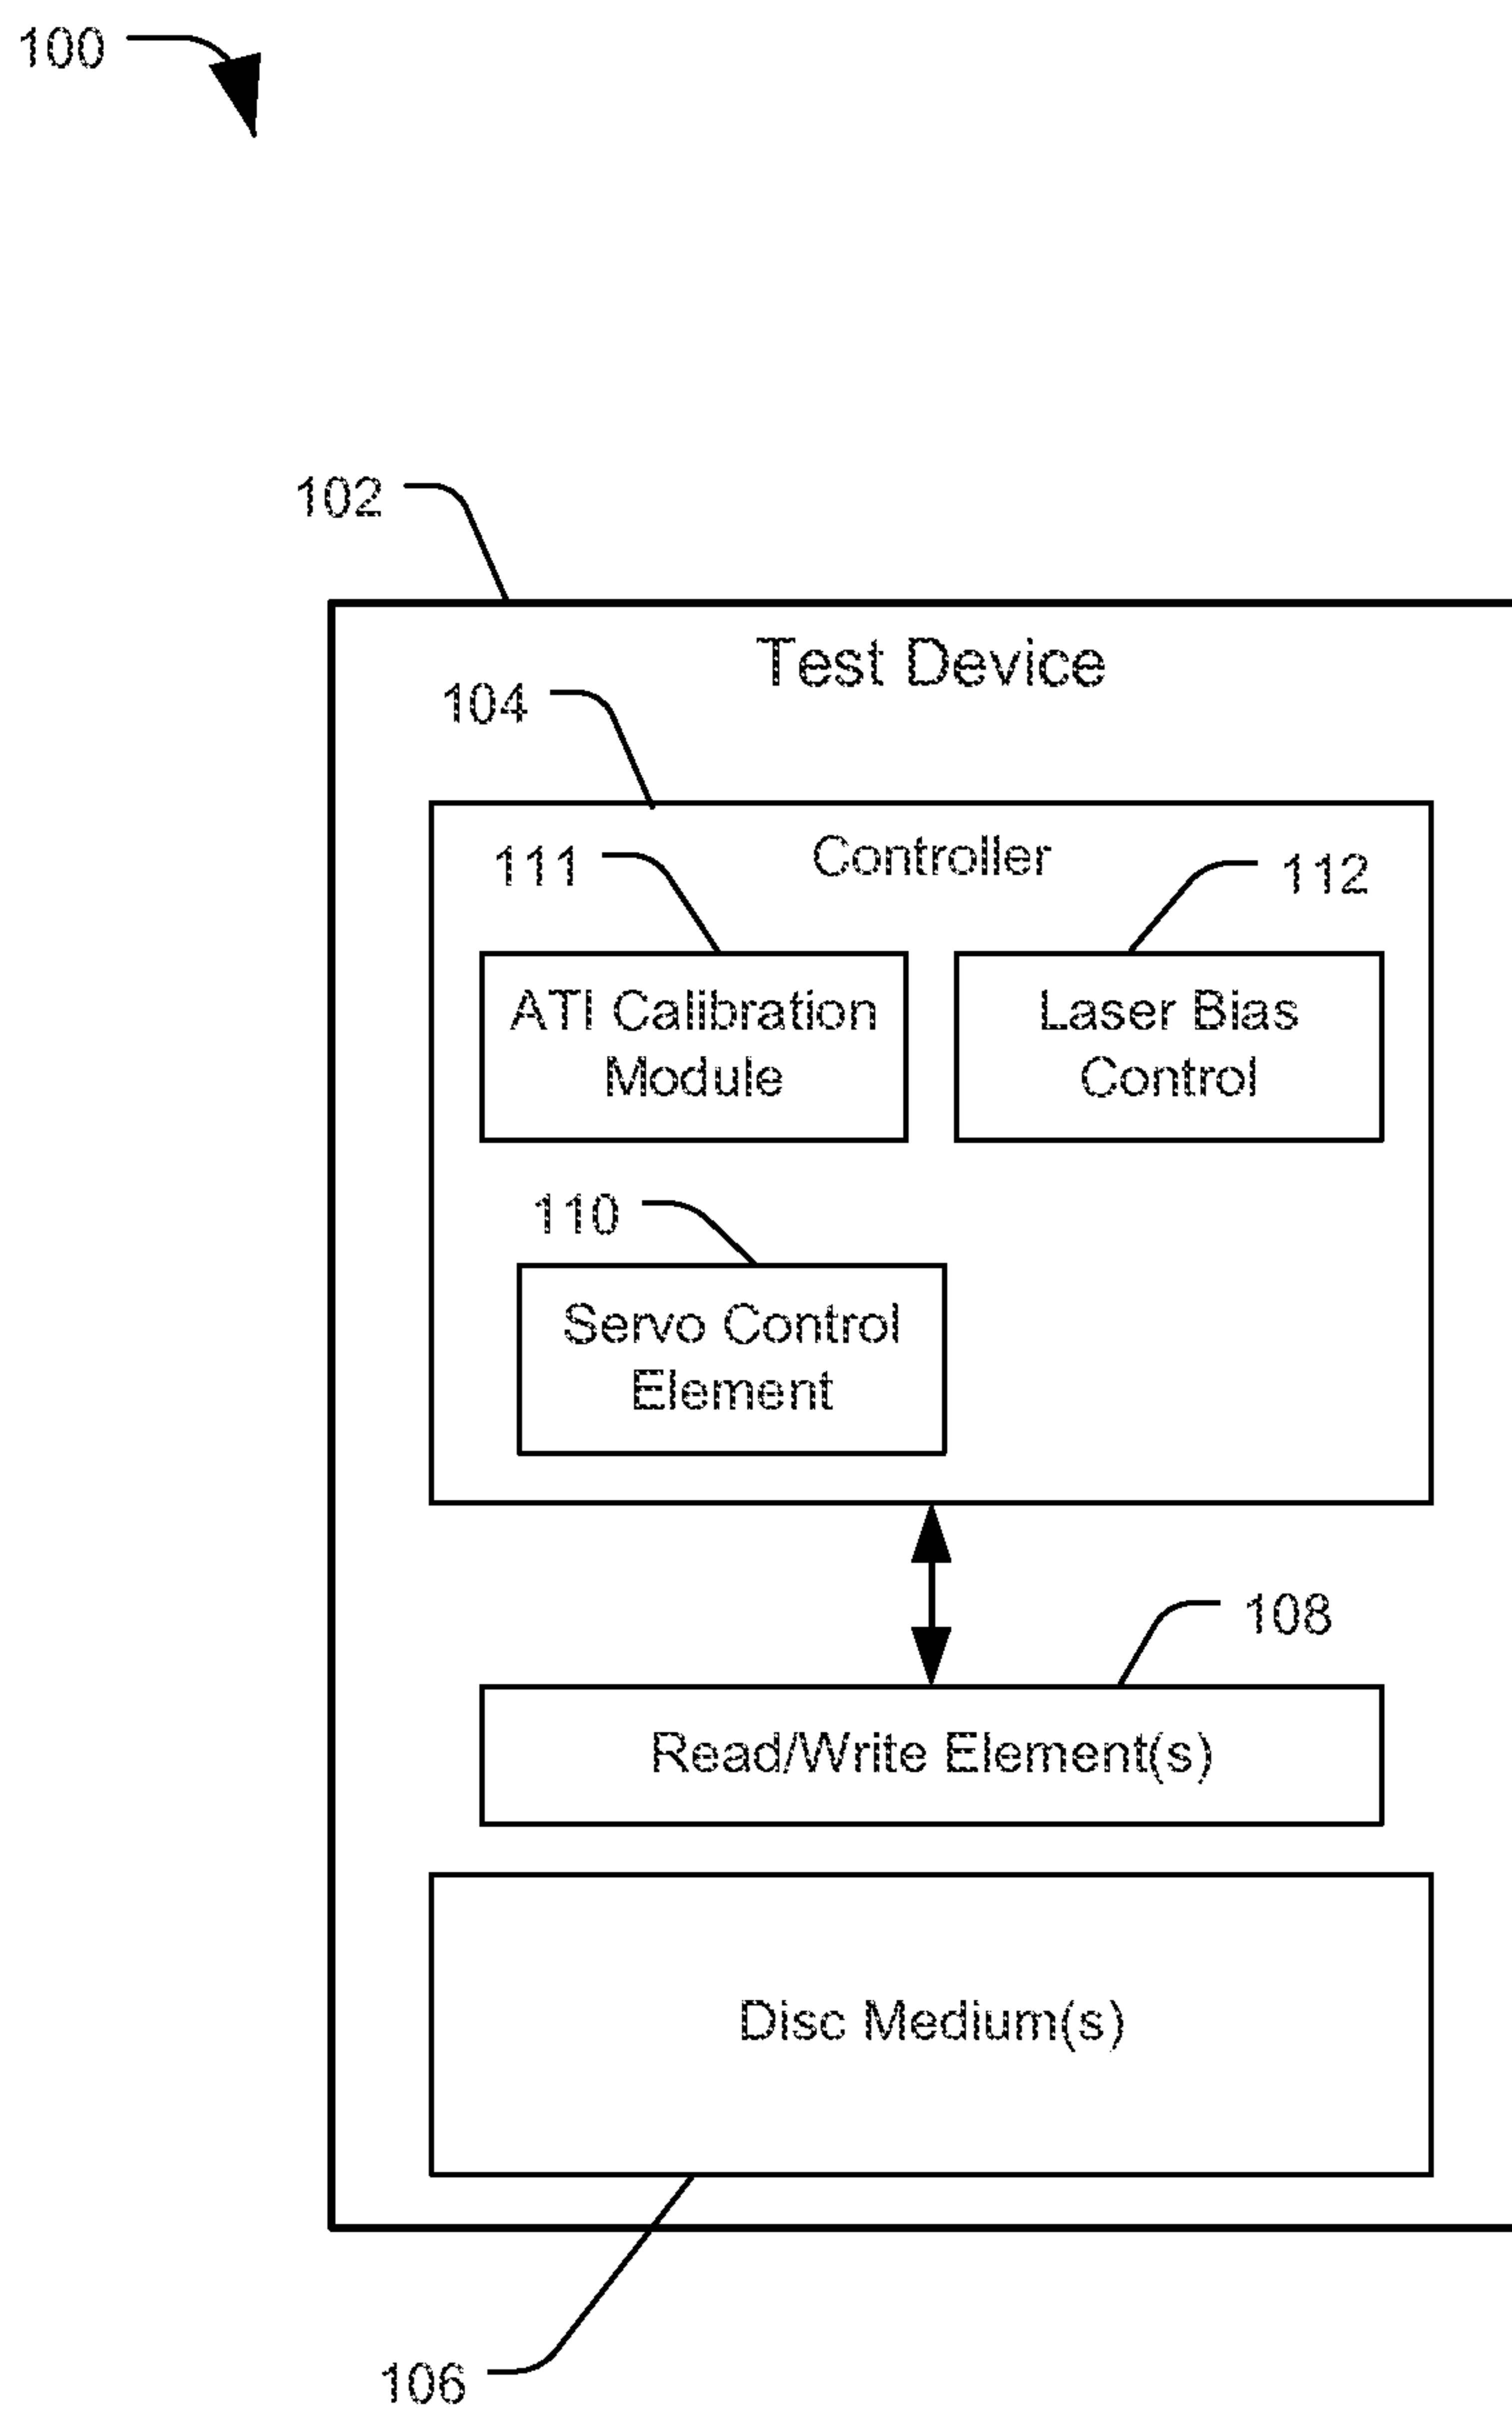 100
102
Test Device
104
Controller
111
112
ATI Calibration
Module
Laser Bias
Control
110
Servo Control
Element
108
Read/Write Element(s)
Disc Medium(s)
106